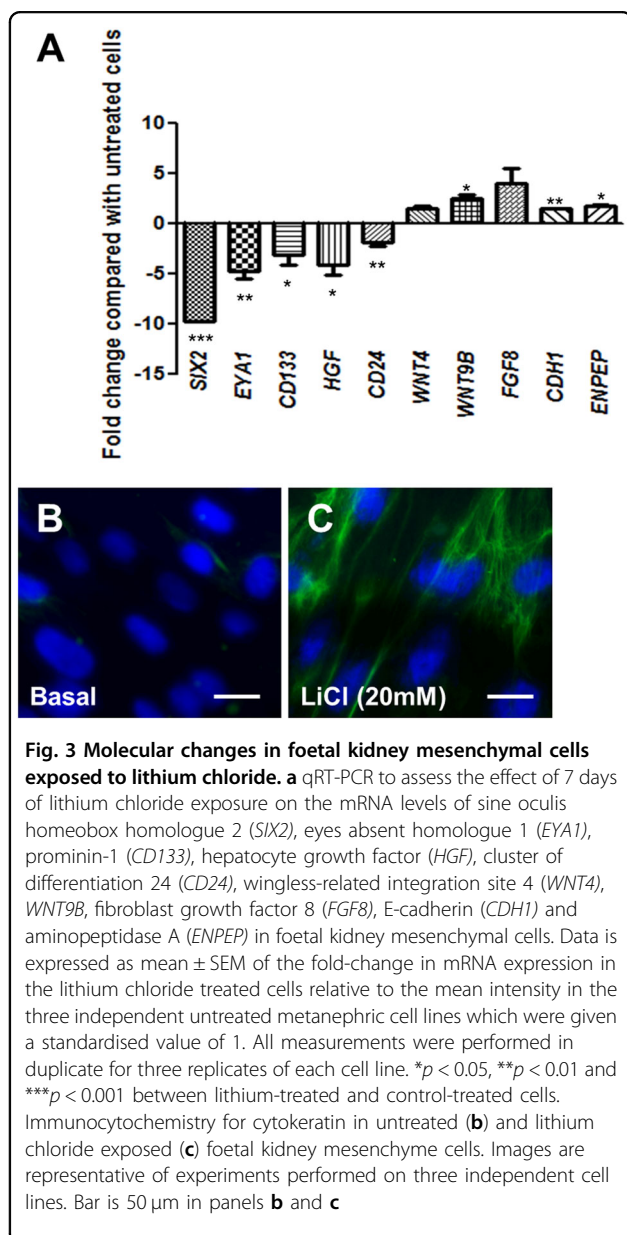 A
Fold change compared with untreated cells
10
5
0
-5
-10
-15
***
**
*
*
**
*
**
*
SIX2
EYA1
CD133
HGF
CD24
WNT4
WNT9B
FGF8
CDH1
ENPEP
B
Basal
C
LiCl (20mM)
Fig. 3 Molecular changes in foetal kidney mesenchymal cells
exposed to lithium chloride. a qRT-PCR to assess the effect of 7 days
of lithium chloride exposure on the mRNA levels of sine oculis
homeobox homologue 2 (SIX2), eyes absent homologue 1 (EYA1),
prominin-1 (CD133), hepatocyte growth factor (HGF), cluster of
differentiation 24 (CD24), wingless-related integration site 4 (WNT4),
WNT9B, fibroblast growth factor 8 (FGF8), E-cadherin (CDH1) and
aminopeptidase A (ENPEP) in foetal kidney mesenchymal cells. Data is
expressed as mean ± SEM of the fold-change in mRNA expression in
the lithium chloride treated cells relative to the mean intensity in the
three independent untreated metanephric cell lines which were given
a standardised value of 1. All measurements were performed in
duplicate for three replicates of each cell line. *p < 0.05, **p < 0.01 and
***p < 0.001 between lithium-treated and control-treated cells.
Immunocytochemistry for cytokeratin in untreated (b) and lithium
chloride exposed (c) foetal kidney mesenchyme cells. Images are
representative of experiments performed on three independent cell
lines. Bar is 50 μm in panels b and c